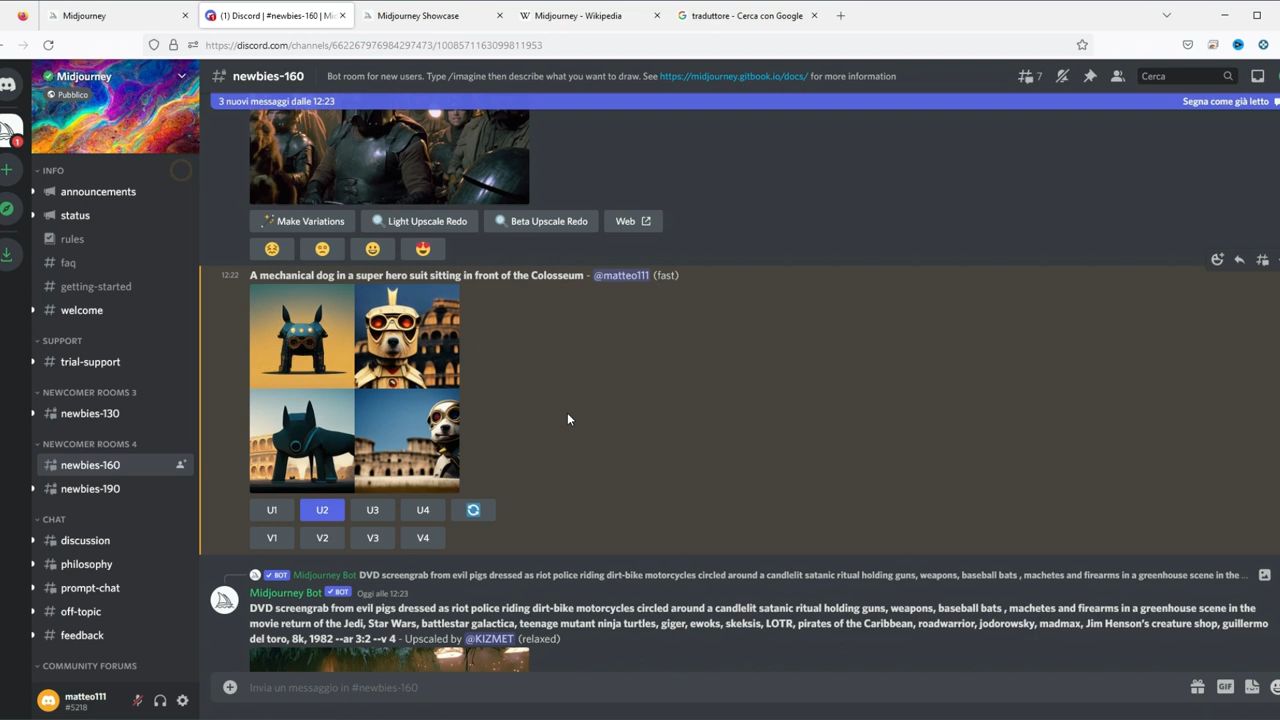 Midjourney
(1) Discord | #newbies-160 | Mi
Midjourney Showcase
Midjourney - Wikipedia
traduttore - Cerca con Google
https://discord.com/channels/662267976984297473/1008571163099811953
Midjourney
Pubblico
newbies-160
Bot room for new users. Type /imagine then describe what you want to draw. See https://midjourney.gitbook.io/docs/ for more information
7
Cerca
3 nuovi messaggi dalle 12:23
Segna come già letto
1
INFO
announcements
status
rules
faq
getting-started
welcome
SUPPORT
trial-support
NEWCOMER ROOMS 3
newbies-130
NEWCOMER ROOMS 4
newbies-160
newbies-190
CHAT
discussion
philosophy
prompt-chat
off-topic
feedback
COMMUNITY FORUMS
matteo111
#5218
Make Variations
Light Upscale Redo
Beta Upscale Redo
Web
12:22 A mechanical dog in a super hero suit sitting in front of the Colosseum - @matteo111 (fast)
U1 U2 U3 U4
V1 V2 V3 V4
BOT Midjourney Bot DVD screengrab from evil pigs dressed as riot police riding dirt-bike motorcycles circled around a candlelit satanic ritual holding guns, weapons, baseball bats , machetes and firearms in a greenhouse scene in the ...
Midjourney Bot BOT Oggi alle 12:23
DVD screengrab from evil pigs dressed as riot police riding dirt-bike motorcycles circled around a candlelit satanic ritual holding guns, weapons, baseball bats , machetes and firearms in a greenhouse scene in the
movie return of the Jedi, Star Wars, battlestar galactica, teenage mutant ninja turtles, giger, ewoks, skeksis, LOTR, pirates of the Caribbean, roadwarrior, jodorowsky, madmax, Jim Henson's creature shop, guillermo
del toro, 8k, 1982 --ar 3:2 --v 4 - Upscaled by @KIZMET (relaxed)
Invia un messaggio in #newbies-160
GIF